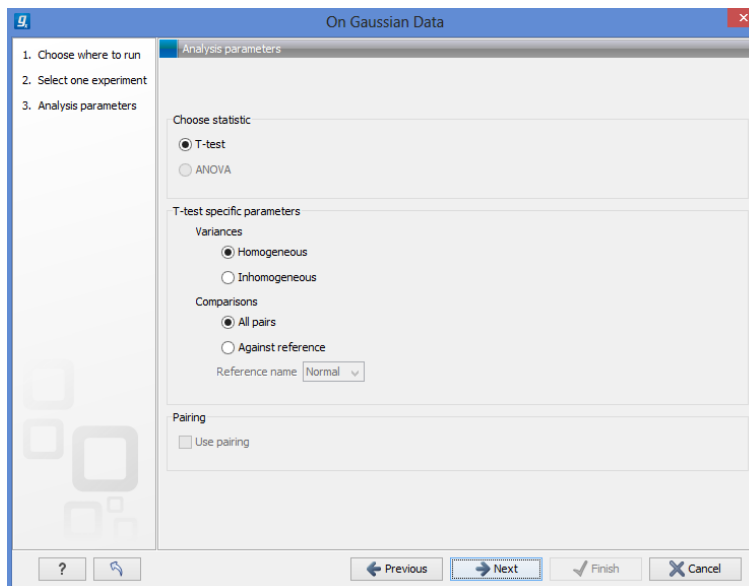 g.
On Gaussian Data
1. Choose where to run
2. Select one experiment
3. Analysis parameters
Analysis parameters
Choose statistic
T-test
ANOVA
T-test specific parameters
Variances
Homogeneous
Inhomogeneous
Comparisons
All pairs
Against reference
Reference name Normal
Pairing
Use pairing
? Previous Next Finish Cancel